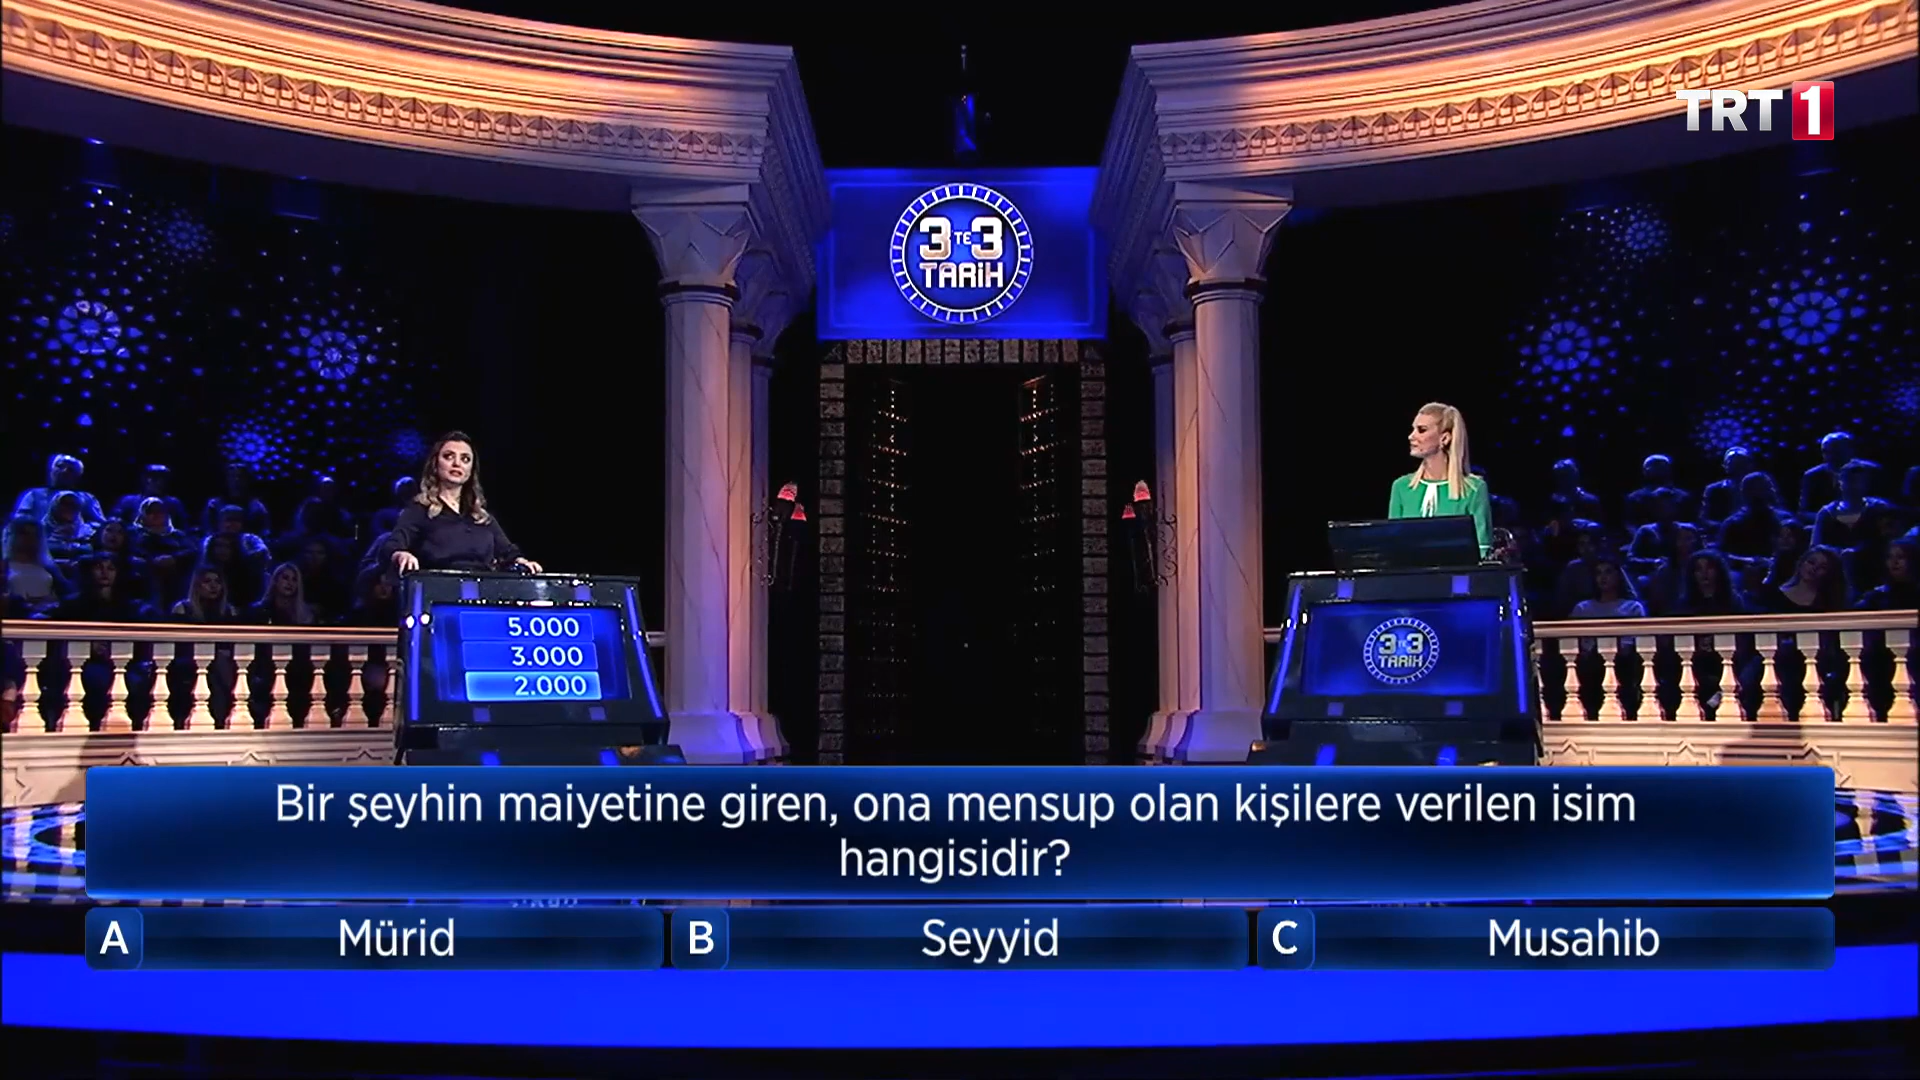 TRT 1
3 TE 3
TARİH
5.000
3.000
2.000
3 TE 3
TARİH
Bir şeyhin maiyetine giren, ona mensup olan kişilere verilen isim
hangisidir?
A Mürid
B Seyyid
C Musahib